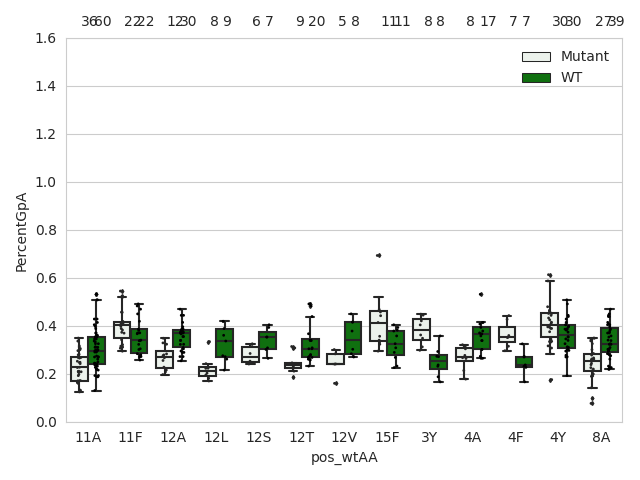 36 60 22 22 12 30 8 9 6 7 9 20 5 8 11 11 8 8 8 17 7 7 30 30 27 39
1.6
Mutant
WT
1.4
1.2
1.0
0.8
0.6
0.4
0.2
0.0
PercentGpA
11A 11F 12A 12L 12S 12T 12V 15F 3Y 4A 4F 4Y 8A
pos_wtAA